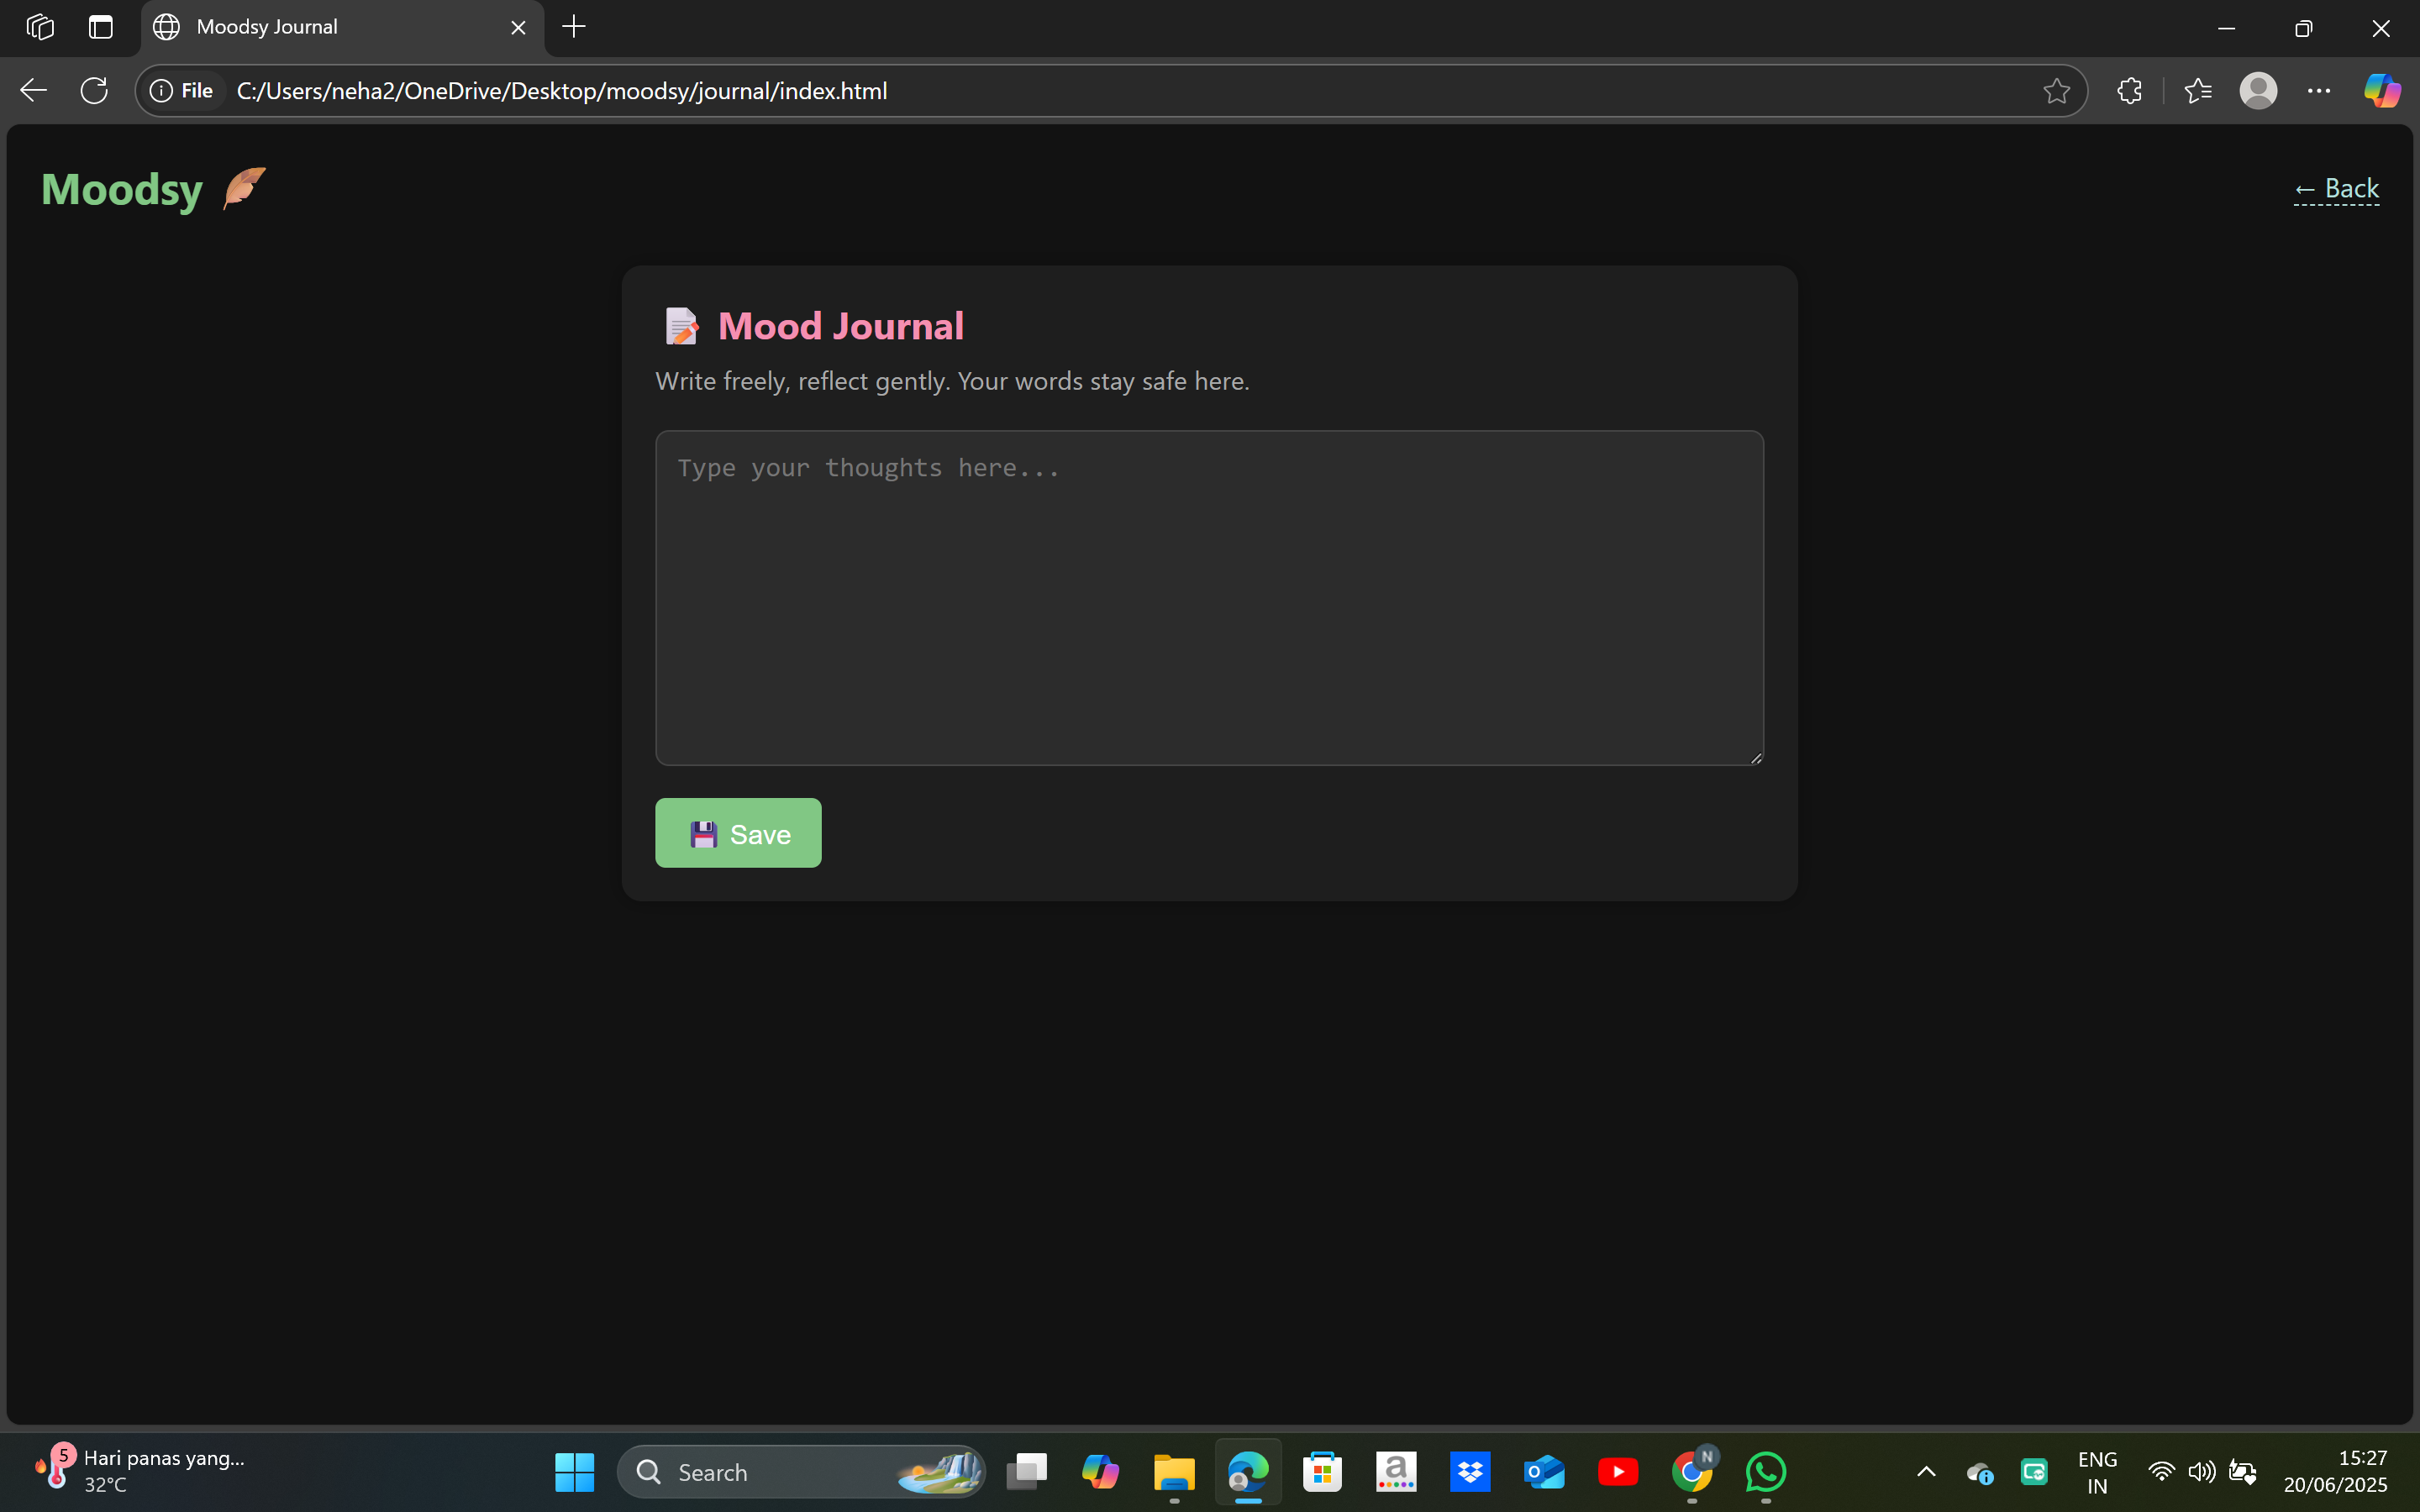 Moodsy Journal
File C:/Users/neha2/OneDrive/Desktop/moodsy/journal/index.html
Moodsy
← Back
Mood Journal
Write freely, reflect gently. Your words stay safe here.
Type your thoughts here...
Save
5
Hari panas yang...
32°C
Search
a
O
N
ENG
IN
15:27
20/06/2025